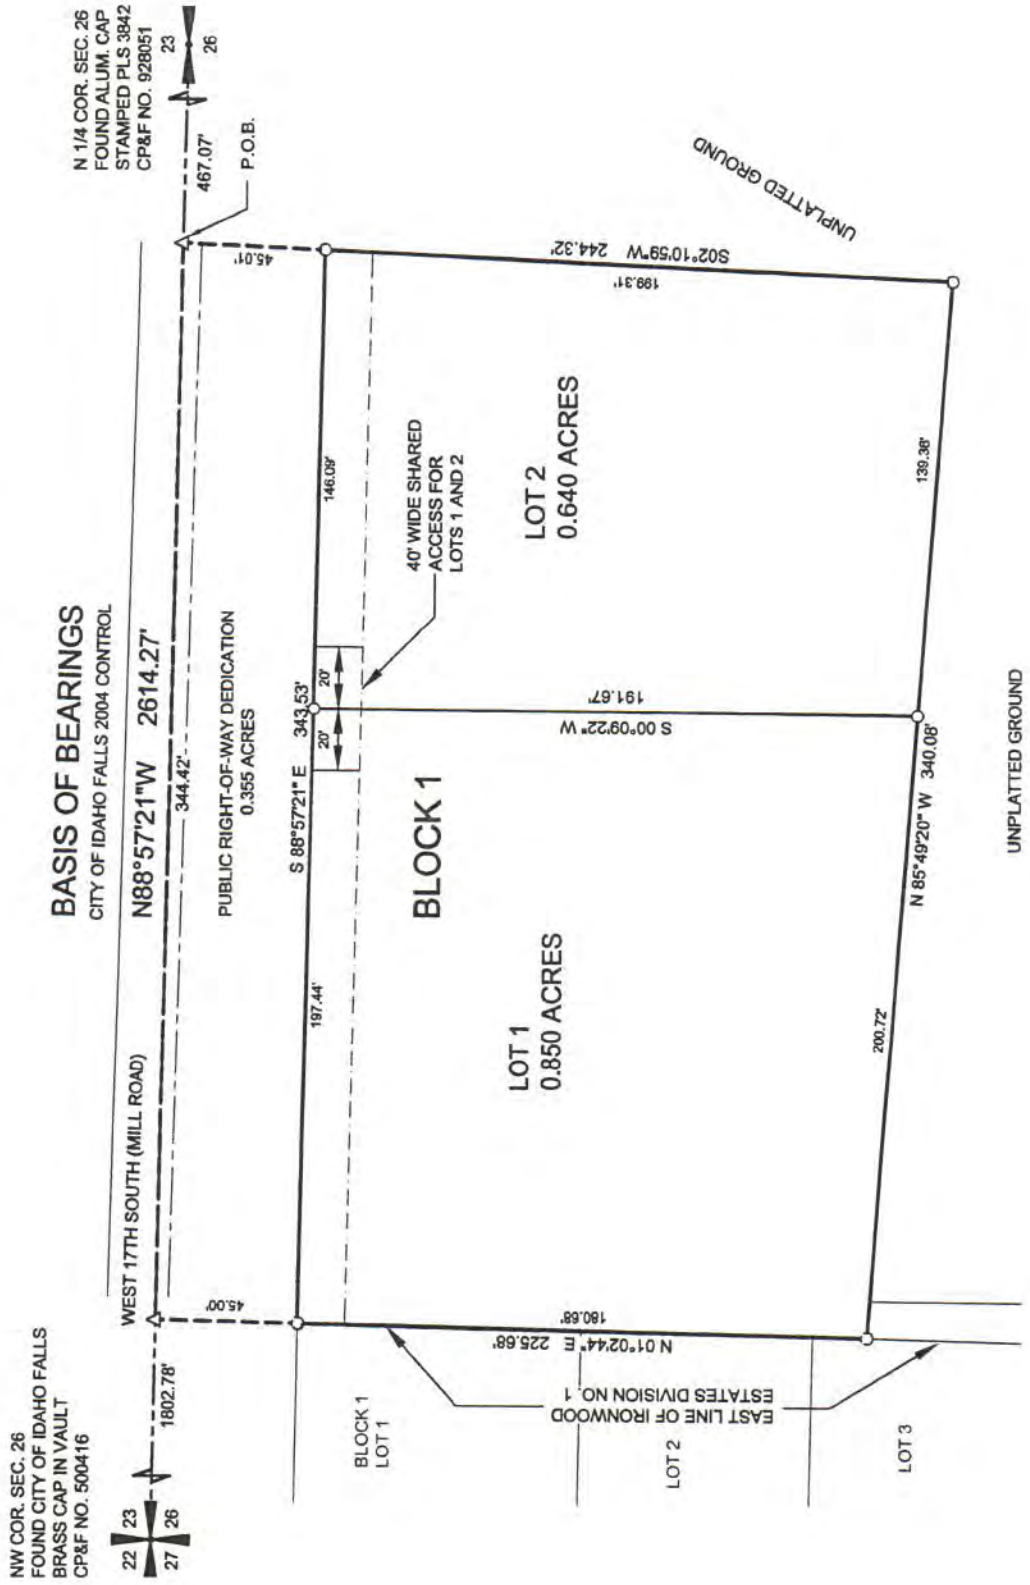 NW COR. SEC. 26
FOUND CITY OF IDAHO FALLS
BRASS CAP IN VAULT
CP&F NO. 500416
22 23
27 26
1802.78'
WEST 17TH SOUTH (MILL ROAD)
BASIS OF BEARINGS
CITY OF IDAHO FALLS 2004 CONTROL
N88°57'21"W 2614.27'
344.42'
N 1/4 COR. SEC. 26
FOUND ALUM. CAP
STAMPED PLS 3842
CP&F NO. 928051
23
26
467.07'
P.O.B.
45.00'
PUBLIC RIGHT-OF-WAY DEDICATION
0.355 ACRES
45.01'
197.44'
S 88°57'21" E 343.53'
146.09'
20'
20'
40' WIDE SHARED
ACCESS FOR
LOTS 1 AND 2
BLOCK 1
LOT 1
0.850 ACRES
LOT 2
0.640 ACRES
S 00°09'22" W
191.67'
S02°10'59"W 244.32'
199.31'
UNPLATTED GROUND
N 01°02'44" E 225.68'
180.68'
EAST LINE OF IRONWOOD
ESTATES DIVISION NO. 1
BLOCK 1
LOT 1
LOT 2
LOT 3
200.72'
N 85°49'20" W 340.08'
139.36'
UNPLATTED GROUND